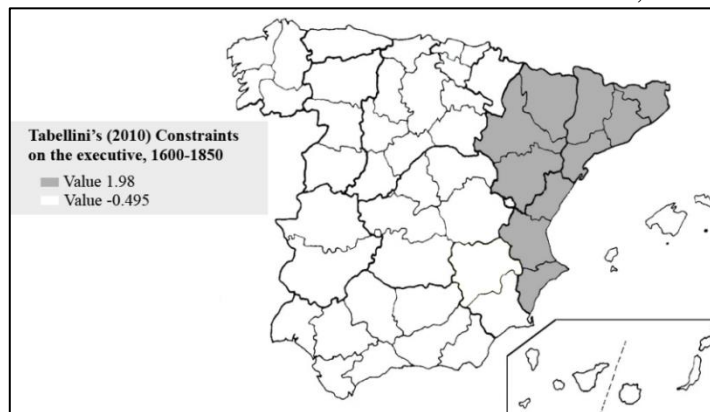 Tabellini's (2010) Constraints
on the executive, 1600-1850
Value 1.98
Value -0.495